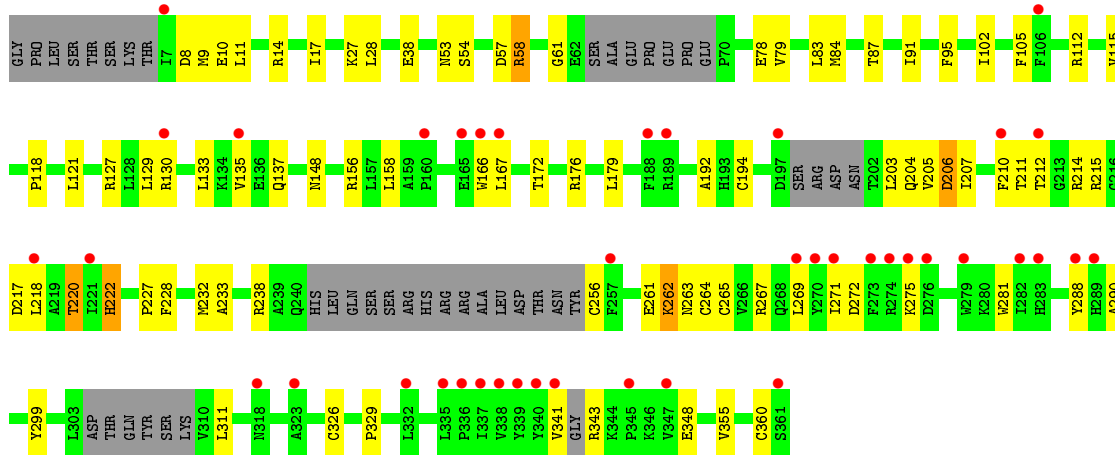 GLY PRO LEU SER THR SER LYS THR I7 D8 M9 E10 L11 R14 I17 K27 L28 E38 N53 S54 D57 R58 G61 E62 SER ALA GLU PRO GLU PRO GLU P70 E78 V79 L83 M84 T87 I91 F95 I102 F105 F106 R112
P118 L121 R127 L128 L129 R130 L133 K134 V135 E136 Q137 N148 R156 L157 L158 A159 P160 E165 W166 L167 T172 R176 L179 F188 R189 A192 H193 C194 D197 SER ARG ASP ASN T202 L203 Q204 V205 D206 I207 F210 T211 T212 G213 R214 R215
D217 L218 A219 T220 I221 H222 P227 F228 M232 A233 R238 A239 Q240 HIS LEU GLN SER SER ARG HIS ARG ARG ALA LEU ASP THR ASN TYR C256 F257 E261 K262 N263 C264 C265 V266 R267 Q268 L269 Y270 I271 D272 F273 R274 K275 D276 W279 K280 W281 I282 H283 Y288 H289
Y299 L303 ASP THR GLN TYR SER LYS V310 L311 N318 A323 C326 P329 L332 L335 P336 I337 V338 Y339 Y340 V341 GLY R343 K344 P345 K346 V347 E348 V355 C360 S361